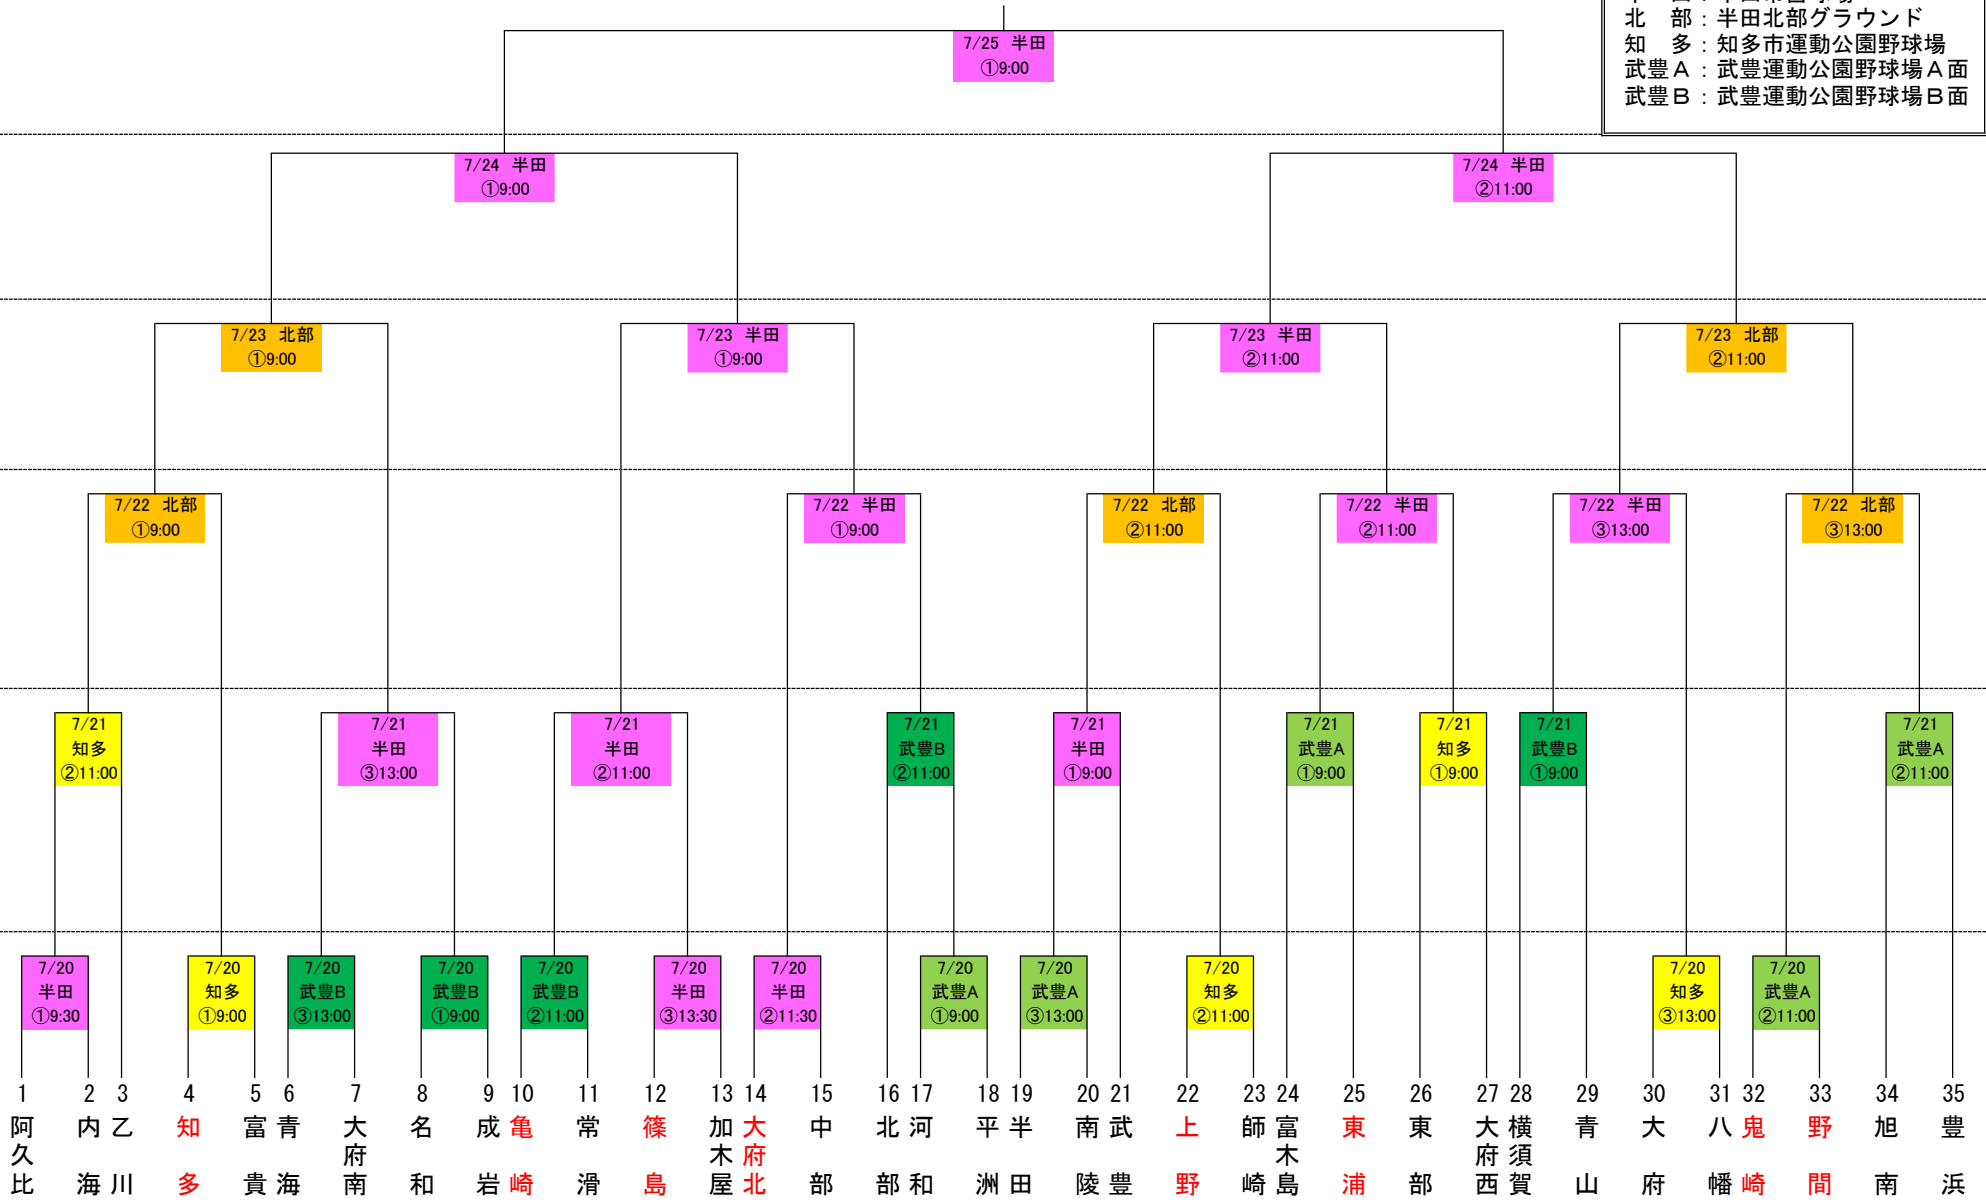 北　部：半田北部グラウンド
知　多：知多市運動公園野球場
武豊Ａ：武豊運動公園野球場Ａ面
武豊Ｂ：武豊運動公園野球場Ｂ面
7/25 半田
①9:00
7/24 半田
①9:00
7/24 半田
②11:00
7/23 北部
①9:00
7/23 半田
①9:00
7/23 半田
②11:00
7/23 北部
②11:00
7/22 北部
①9:00
7/22 半田
①9:00
7/22 北部
②11:00
7/22 半田
②11:00
7/22 半田
③13:00
7/22 北部
③13:00
7/21
知多
②11:00
7/21
半田
③13:00
7/21
半田
②11:00
7/21
武豊B
②11:00
7/21
半田
①9:00
7/21
武豊A
①9:00
7/21
知多
①9:00
7/21
武豊B
①9:00
7/21
武豊A
②11:00
7/20
半田
①9:30
7/20
知多
①9:00
7/20
武豊B
③13:00
7/20
武豊B
①9:00
7/20
武豊B
②11:00
7/20
半田
③13:30
7/20
半田
②11:30
7/20
武豊A
①9:00
7/20
武豊A
③13:00
7/20
知多
②11:00
7/20
知多
③13:00
7/20
武豊A
②11:00
1 阿久比
2 内海
3 乙川
4 知多
5 富貴
6 青海
7 大府南
8 名和
9 成岩
10 亀崎
11 常滑
12 篠島
13 加木屋
14 大府北
15 中部
16 北部
17 河和
18 平洲
19 半田
20 南陵
21 武豊
22 上野
23 師崎
24 富木島
25 東浦
26 東部
27 大府西
28 横須賀
29 青山
30 大府
31 八幡
32 鬼崎
33 野間
34 旭南
35 豊浜